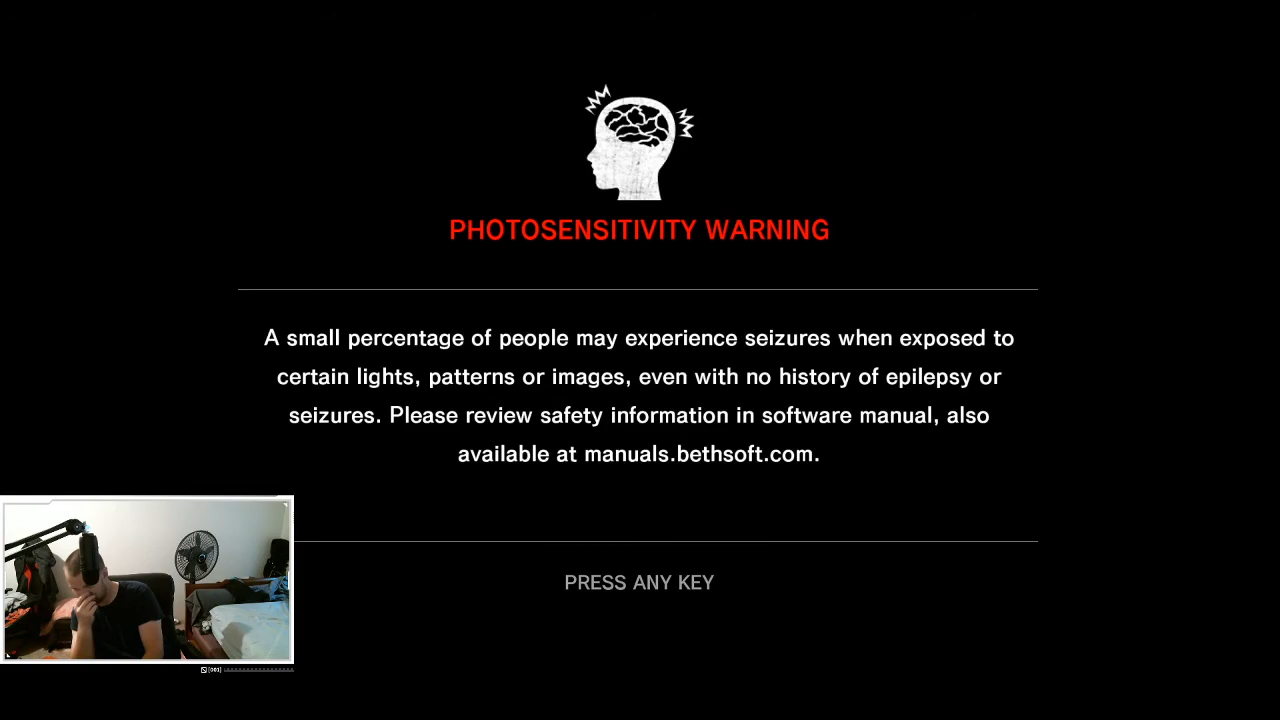 PHOTOSENSITIVITY WARNING
A small percentage of people may experience seizures when exposed to
certain lights, patterns or images, even with no history of epilepsy or
seizures. Please review safety information in software manual, also
available at manuals.bethsoft.com.
PRESS ANY KEY
[001]